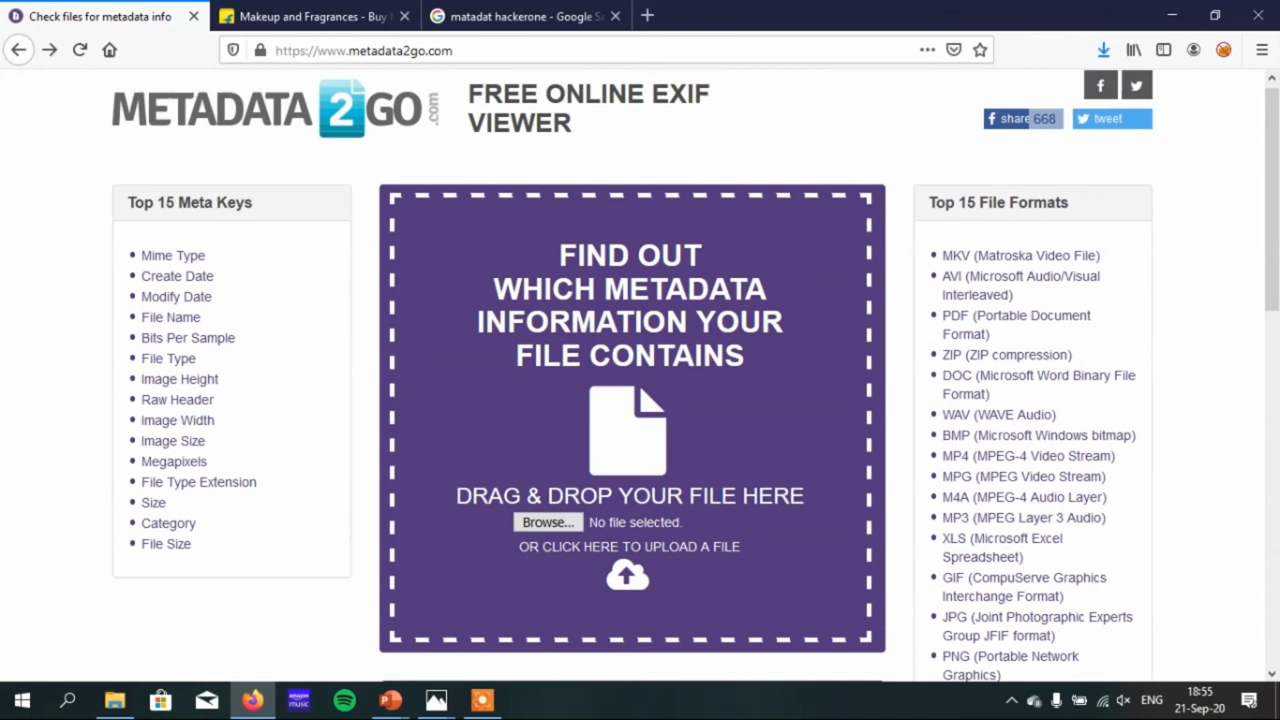 Check files for metadata info
Makeup and Fragrances - Buy
matadat hackerone - Google S
https://www.metadata2go.com
METADATA 2 GO .com
FREE ONLINE EXIF
VIEWER
share 668
tweet
Top 15 Meta Keys
Mime Type
Create Date
Modify Date
File Name
Bits Per Sample
File Type
Image Height
Raw Header
Image Width
Image Size
Megapixels
File Type Extension
Size
Category
File Size
FIND OUT
WHICH METADATA
INFORMATION YOUR
FILE CONTAINS
DRAG & DROP YOUR FILE HERE
Browse... No file selected.
OR CLICK HERE TO UPLOAD A FILE
Top 15 File Formats
MKV (Matroska Video File)
AVI (Microsoft Audio/Visual
Interleaved)
PDF (Portable Document
Format)
ZIP (ZIP compression)
DOC (Microsoft Word Binary File
Format)
WAV (WAVE Audio)
BMP (Microsoft Windows bitmap)
MP4 (MPEG-4 Video Stream)
MPG (MPEG Video Stream)
M4A (MPEG-4 Audio Layer)
MP3 (MPEG Layer 3 Audio)
XLS (Microsoft Excel
Spreadsheet)
GIF (CompuServe Graphics
Interchange Format)
JPG (Joint Photographic Experts
Group JFIF format)
PNG (Portable Network
Graphics)
amazon
music
ENG
18:55
21-Sep-20